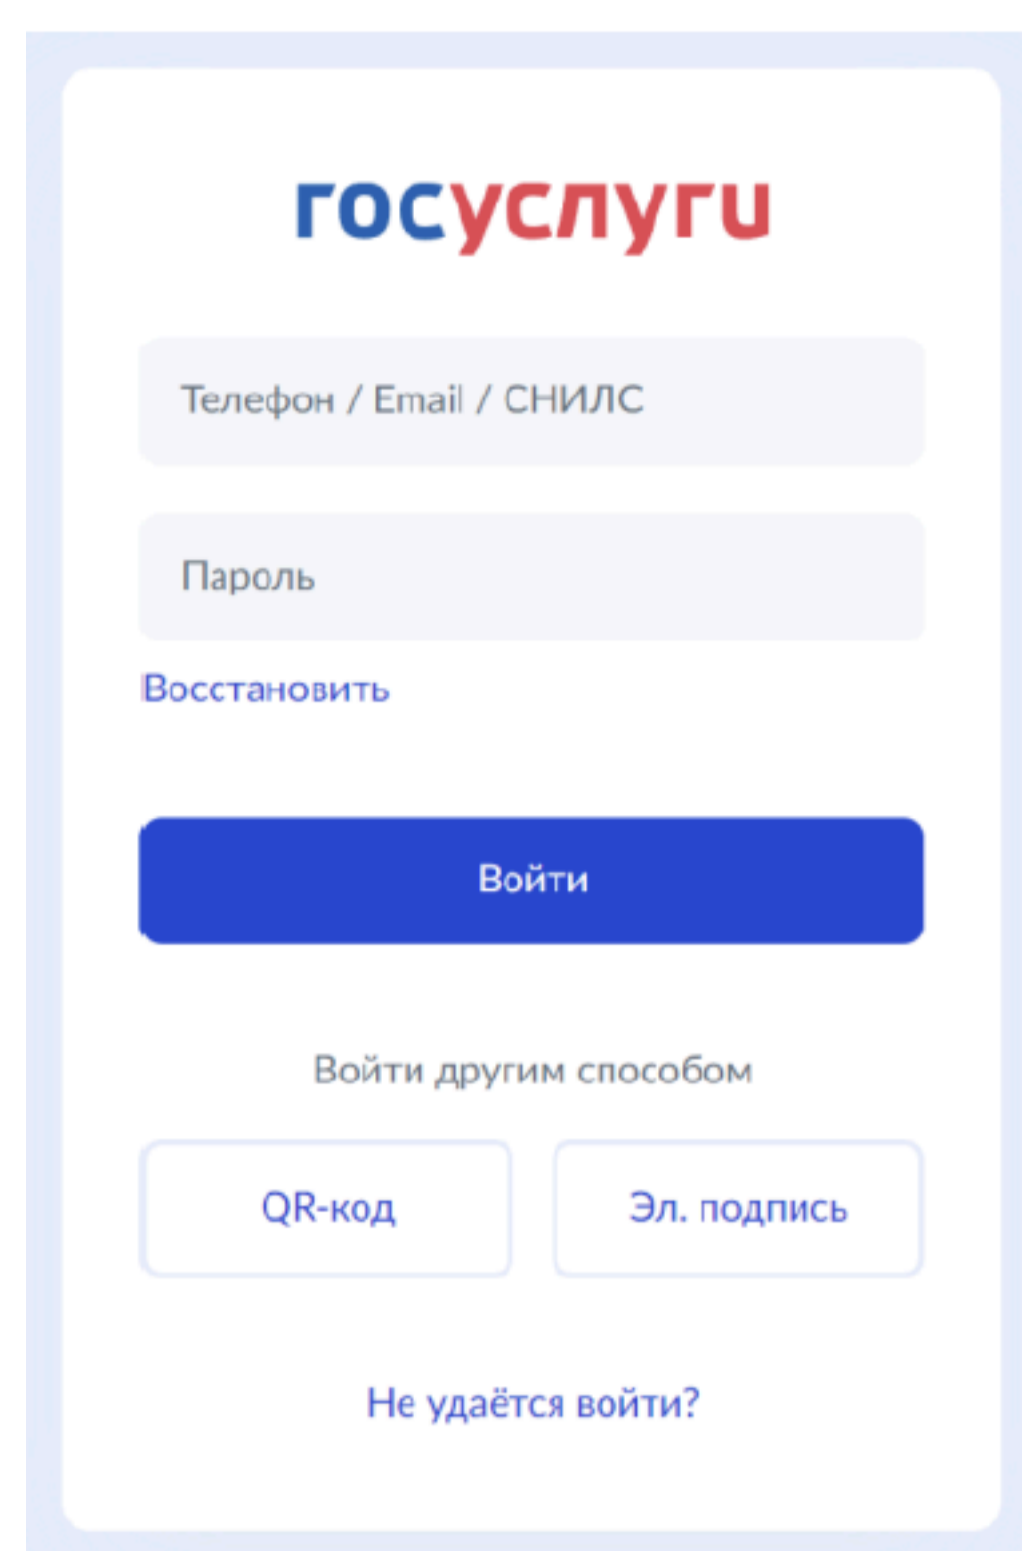 госуслуги
Телефон / Email / СНИЛС
Пароль
Восстановить
Войти
Войти другим способом
QR-код
Эл. подпись
Не удаётся войти?